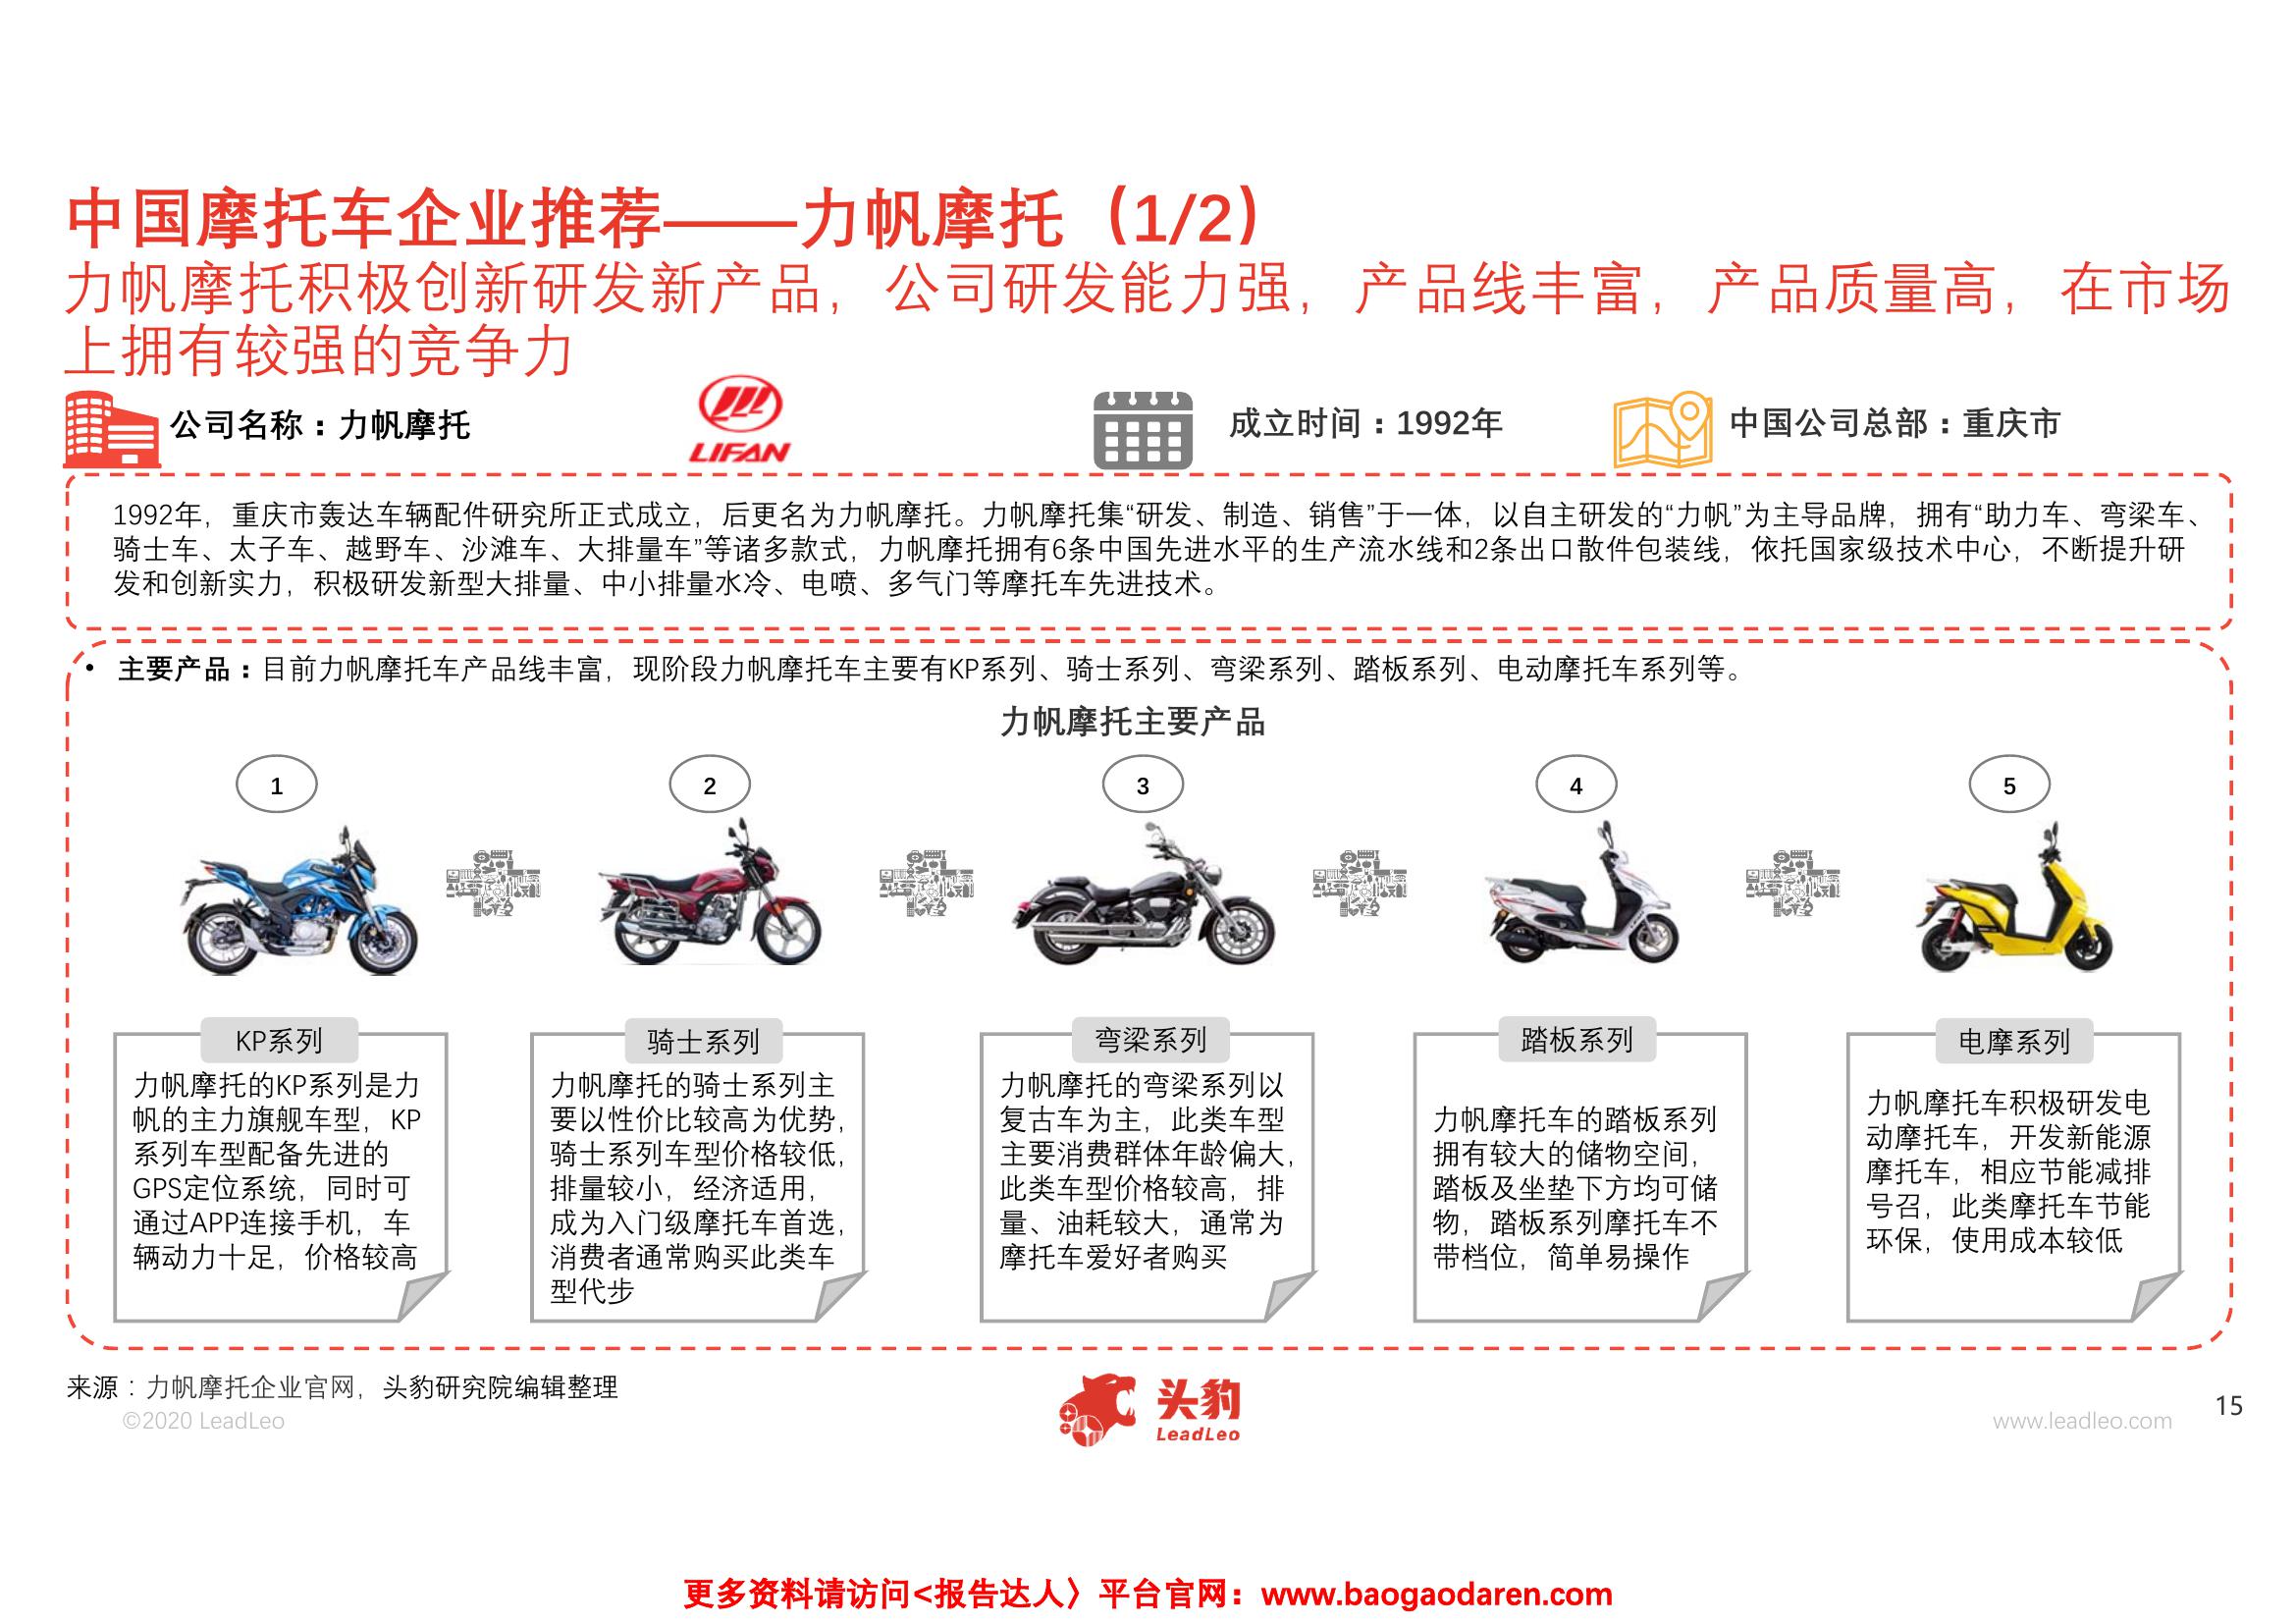 中国摩托车企业推荐——力帆摩托（1/2）
力帆摩托积极创新研发新产品，公司研发能力强，产品线丰富，产品质量高，在市场
上拥有较强的竞争力
公司名称：力帆摩托
LIFAN
成立时间：1992年
中国公司总部：重庆市
1992年，重庆市轰达车辆配件研究所正式成立，后更名为力帆摩托。力帆摩托集“研发、制造、销售”于一体，以自主研发的“力帆”为主导品牌，拥有“助力车、弯梁车、
骑士车、太子车、越野车、沙滩车、大排量车”等诸多款式，力帆摩托拥有6条中国先进水平的生产流水线和2条出口散件包装线，依托国家级技术中心，不断提升研
发和创新实力，积极研发新型大排量、中小排量水冷、电喷、多气门等摩托车先进技术。
• 主要产品：目前力帆摩托车产品线丰富，现阶段力帆摩托车主要有KP系列、骑士系列、弯梁系列、踏板系列、电动摩托车系列等。
力帆摩托主要产品
1
2
3
4
5
KP系列
力帆摩托的KP系列是力
帆的主力旗舰车型，KP
系列车型配备先进的
GPS定位系统，同时可
通过APP连接手机，车
辆动力十足，价格较高
骑士系列
力帆摩托的骑士系列主
要以性价比较高为优势，
骑士系列车型价格较低，
排量较小，经济适用，
成为入门级摩托车首选，
消费者通常购买此类车
型代步
弯梁系列
力帆摩托的弯梁系列以
复古车为主，此类车型
主要消费群体年龄偏大，
此类车型价格较高，排
量、油耗较大，通常为
摩托车爱好者购买
踏板系列
力帆摩托车的踏板系列
拥有较大的储物空间，
踏板及坐垫下方均可储
物，踏板系列摩托车不
带档位，简单易操作
电摩系列
力帆摩托车积极研发电
动摩托车，开发新能源
摩托车，相应节能减排
号召，此类摩托车节能
环保，使用成本较低
来源：力帆摩托企业官网，头豹研究院编辑整理
©2020 LeadLeo
头豹
LeadLeo
www.leadleo.com
15
更多资料请访问<报告达人〉平台官网：www.baogaodaren.com